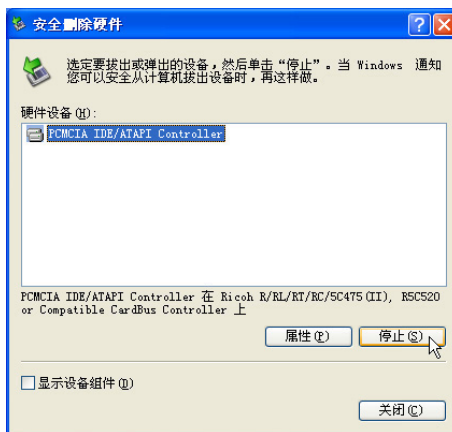 安全删除硬件
选定要拔出或弹出的设备，然后单击“停止”。当 Windows 通知
您可以安全从计算机拔出设备时，再这样做。
硬件设备(H):
PCMCIA IDE/ATAPI Controller
PCMCIA IDE/ATAPI Controller 在 Ricoh R/RL/RT/RC/5C475(II), R5C520
or Compatible CardBus Controller 上
属性(P)
停止(S)
显示设备组件(D)
关闭(C)